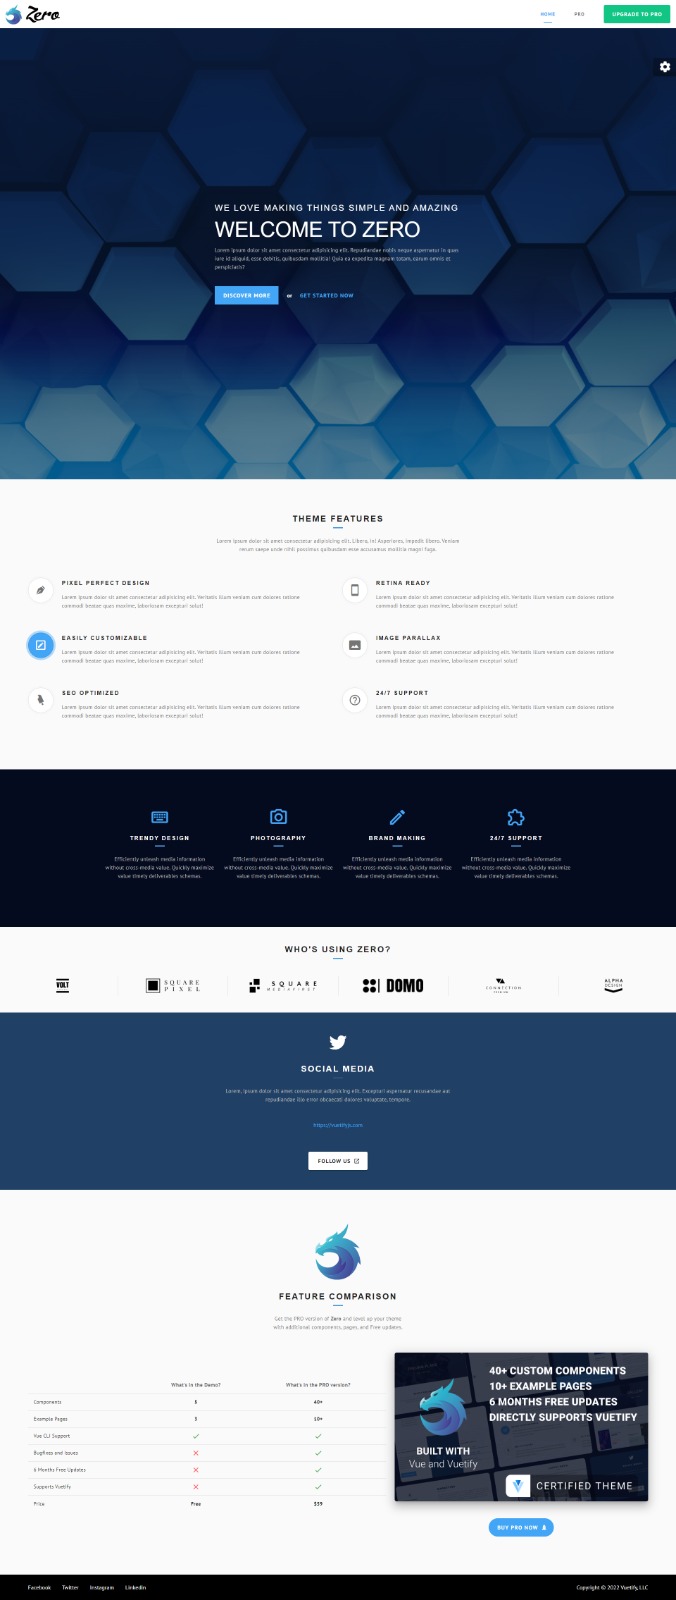 Zero
HOME
PRO
UPGRADE TO PRO
WE LOVE MAKING THINGS SIMPLE AND AMAZING
WELCOME TO ZERO
Lorem ipsum dolor sit amet consectetur adipisicing elit. Repudiandae nobis neque aspernatur in quas
iure id aliquid, esse debitis, quibusdam mollitia! Quia ea expedita magnam totam, earum omnis et
perspiciatis?
DISCOVER MORE or GET STARTED NOW
THEME FEATURES
Lorem ipsum dolor sit amet consectetur adipisicing elit. Libero, in! Asperiores, impedit libero. Veniam
rerum saepe unde nihil possimus quibusdam esse accusamus mollitia magni fuga.
PIXEL PERFECT DESIGN
Lorem ipsum dolor sit amet consectetur adipisicing elit. Veritatis illum veniam cum dolores ratione
commodi beatae quas maxime, laboriosam excepturi solut!
RETINA READY
Lorem ipsum dolor sit amet consectetur adipisicing elit. Veritatis illum veniam cum dolores ratione
commodi beatae quas maxime, laboriosam excepturi solut!
EASILY CUSTOMIZABLE
Lorem ipsum dolor sit amet consectetur adipisicing elit. Veritatis illum veniam cum dolores ratione
commodi beatae quas maxime, laboriosam excepturi solut!
IMAGE PARALLAX
Lorem ipsum dolor sit amet consectetur adipisicing elit. Veritatis illum veniam cum dolores ratione
commodi beatae quas maxime, laboriosam excepturi solut!
SEO OPTIMIZED
Lorem ipsum dolor sit amet consectetur adipisicing elit. Veritatis illum veniam cum dolores ratione
commodi beatae quas maxime, laboriosam excepturi solut!
24/7 SUPPORT
Lorem ipsum dolor sit amet consectetur adipisicing elit. Veritatis illum veniam cum dolores ratione
commodi beatae quas maxime, laboriosam excepturi solut!
TRENDY DESIGN
Efficiently unleash media information
without cross-media value. Quickly maximize
value timely deliverables schemas.
PHOTOGRAPHY
Efficiently unleash media information
without cross-media value. Quickly maximize
value timely deliverables schemas.
BRAND MAKING
Efficiently unleash media information
without cross-media value. Quickly maximize
value timely deliverables schemas.
24/7 SUPPORT
Efficiently unleash media information
without cross-media value. Quickly maximize
value timely deliverables schemas.
WHO'S USING ZERO?
VOLT
SQUARE
PIXEL
SQUARE
DOMO
CONNECTION
ALPHA
DESIGN
SOCIAL MEDIA
Lorem, ipsum dolor sit amet consectetur adipisicing elit. Excepturi aspernatur recusandae aut
repudiandae illo error obcaecati dolores voluptate, tempore.
https://vuetifyjs.com
FOLLOW US
FEATURE COMPARISON
Get the PRO version of Zero and level up your theme
with additional components, pages, and free updates.
What's in the Demo? What's in the PRO version?
Components 8 40+
Example Pages 3 10+
Vue CLI Support
Bugfixes and Issues
6 Months Free Updates
Supports Vuetify
Price Free $39
40+ CUSTOM COMPONENTS
10+ EXAMPLE PAGES
6 MONTHS FREE UPDATES
DIRECTLY SUPPORTS VUETIFY
BUILT WITH
Vue and Vuetify
CERTIFIED THEME
BUY PRO NOW
Facebook Twitter Instagram Linkedin
Copyright © 2022 Vuetify, LLC